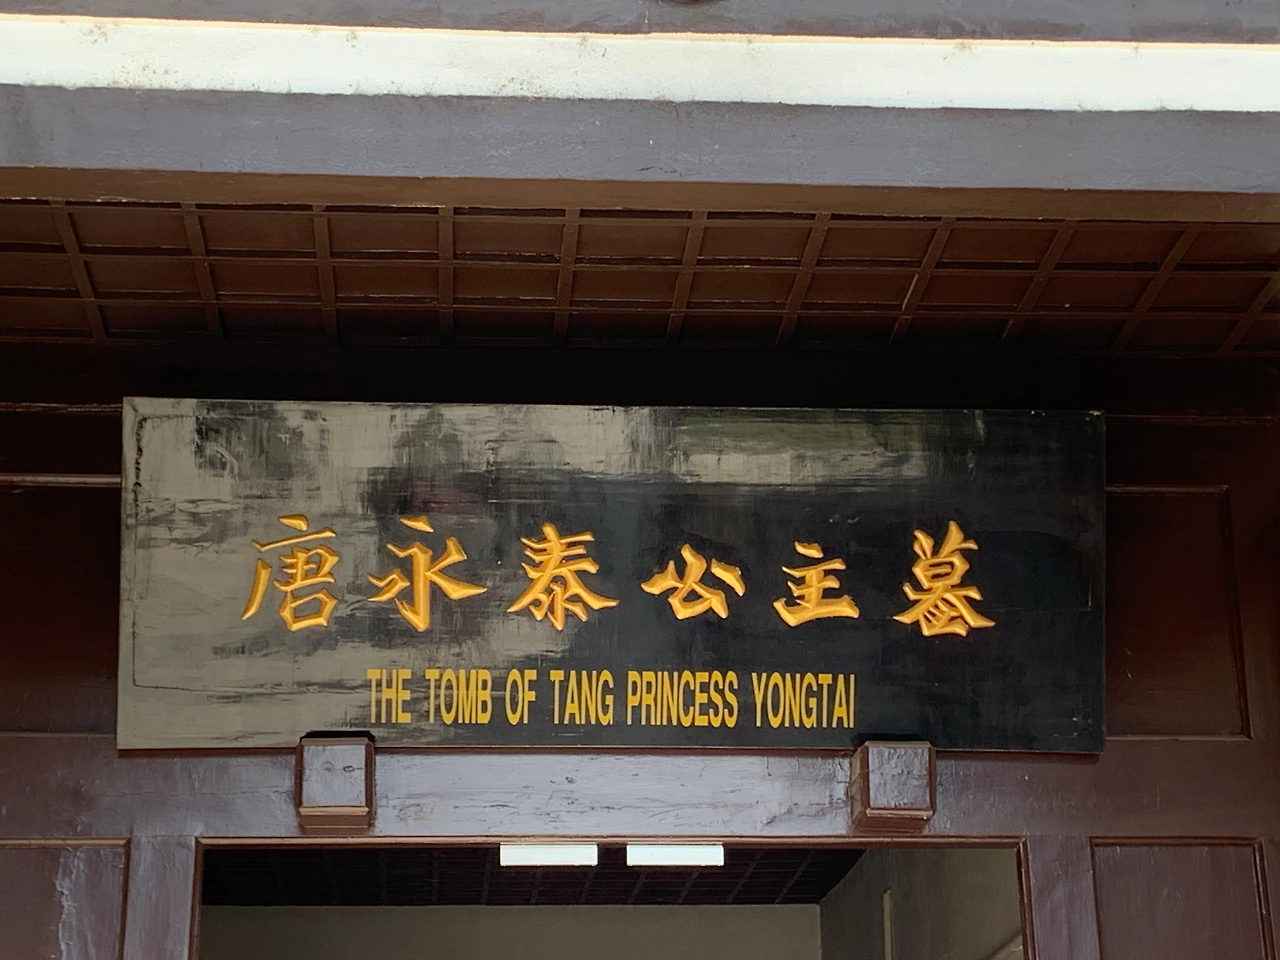 唐永泰公主墓
THE TOMB OF TANG PRINCESS YONGTAI